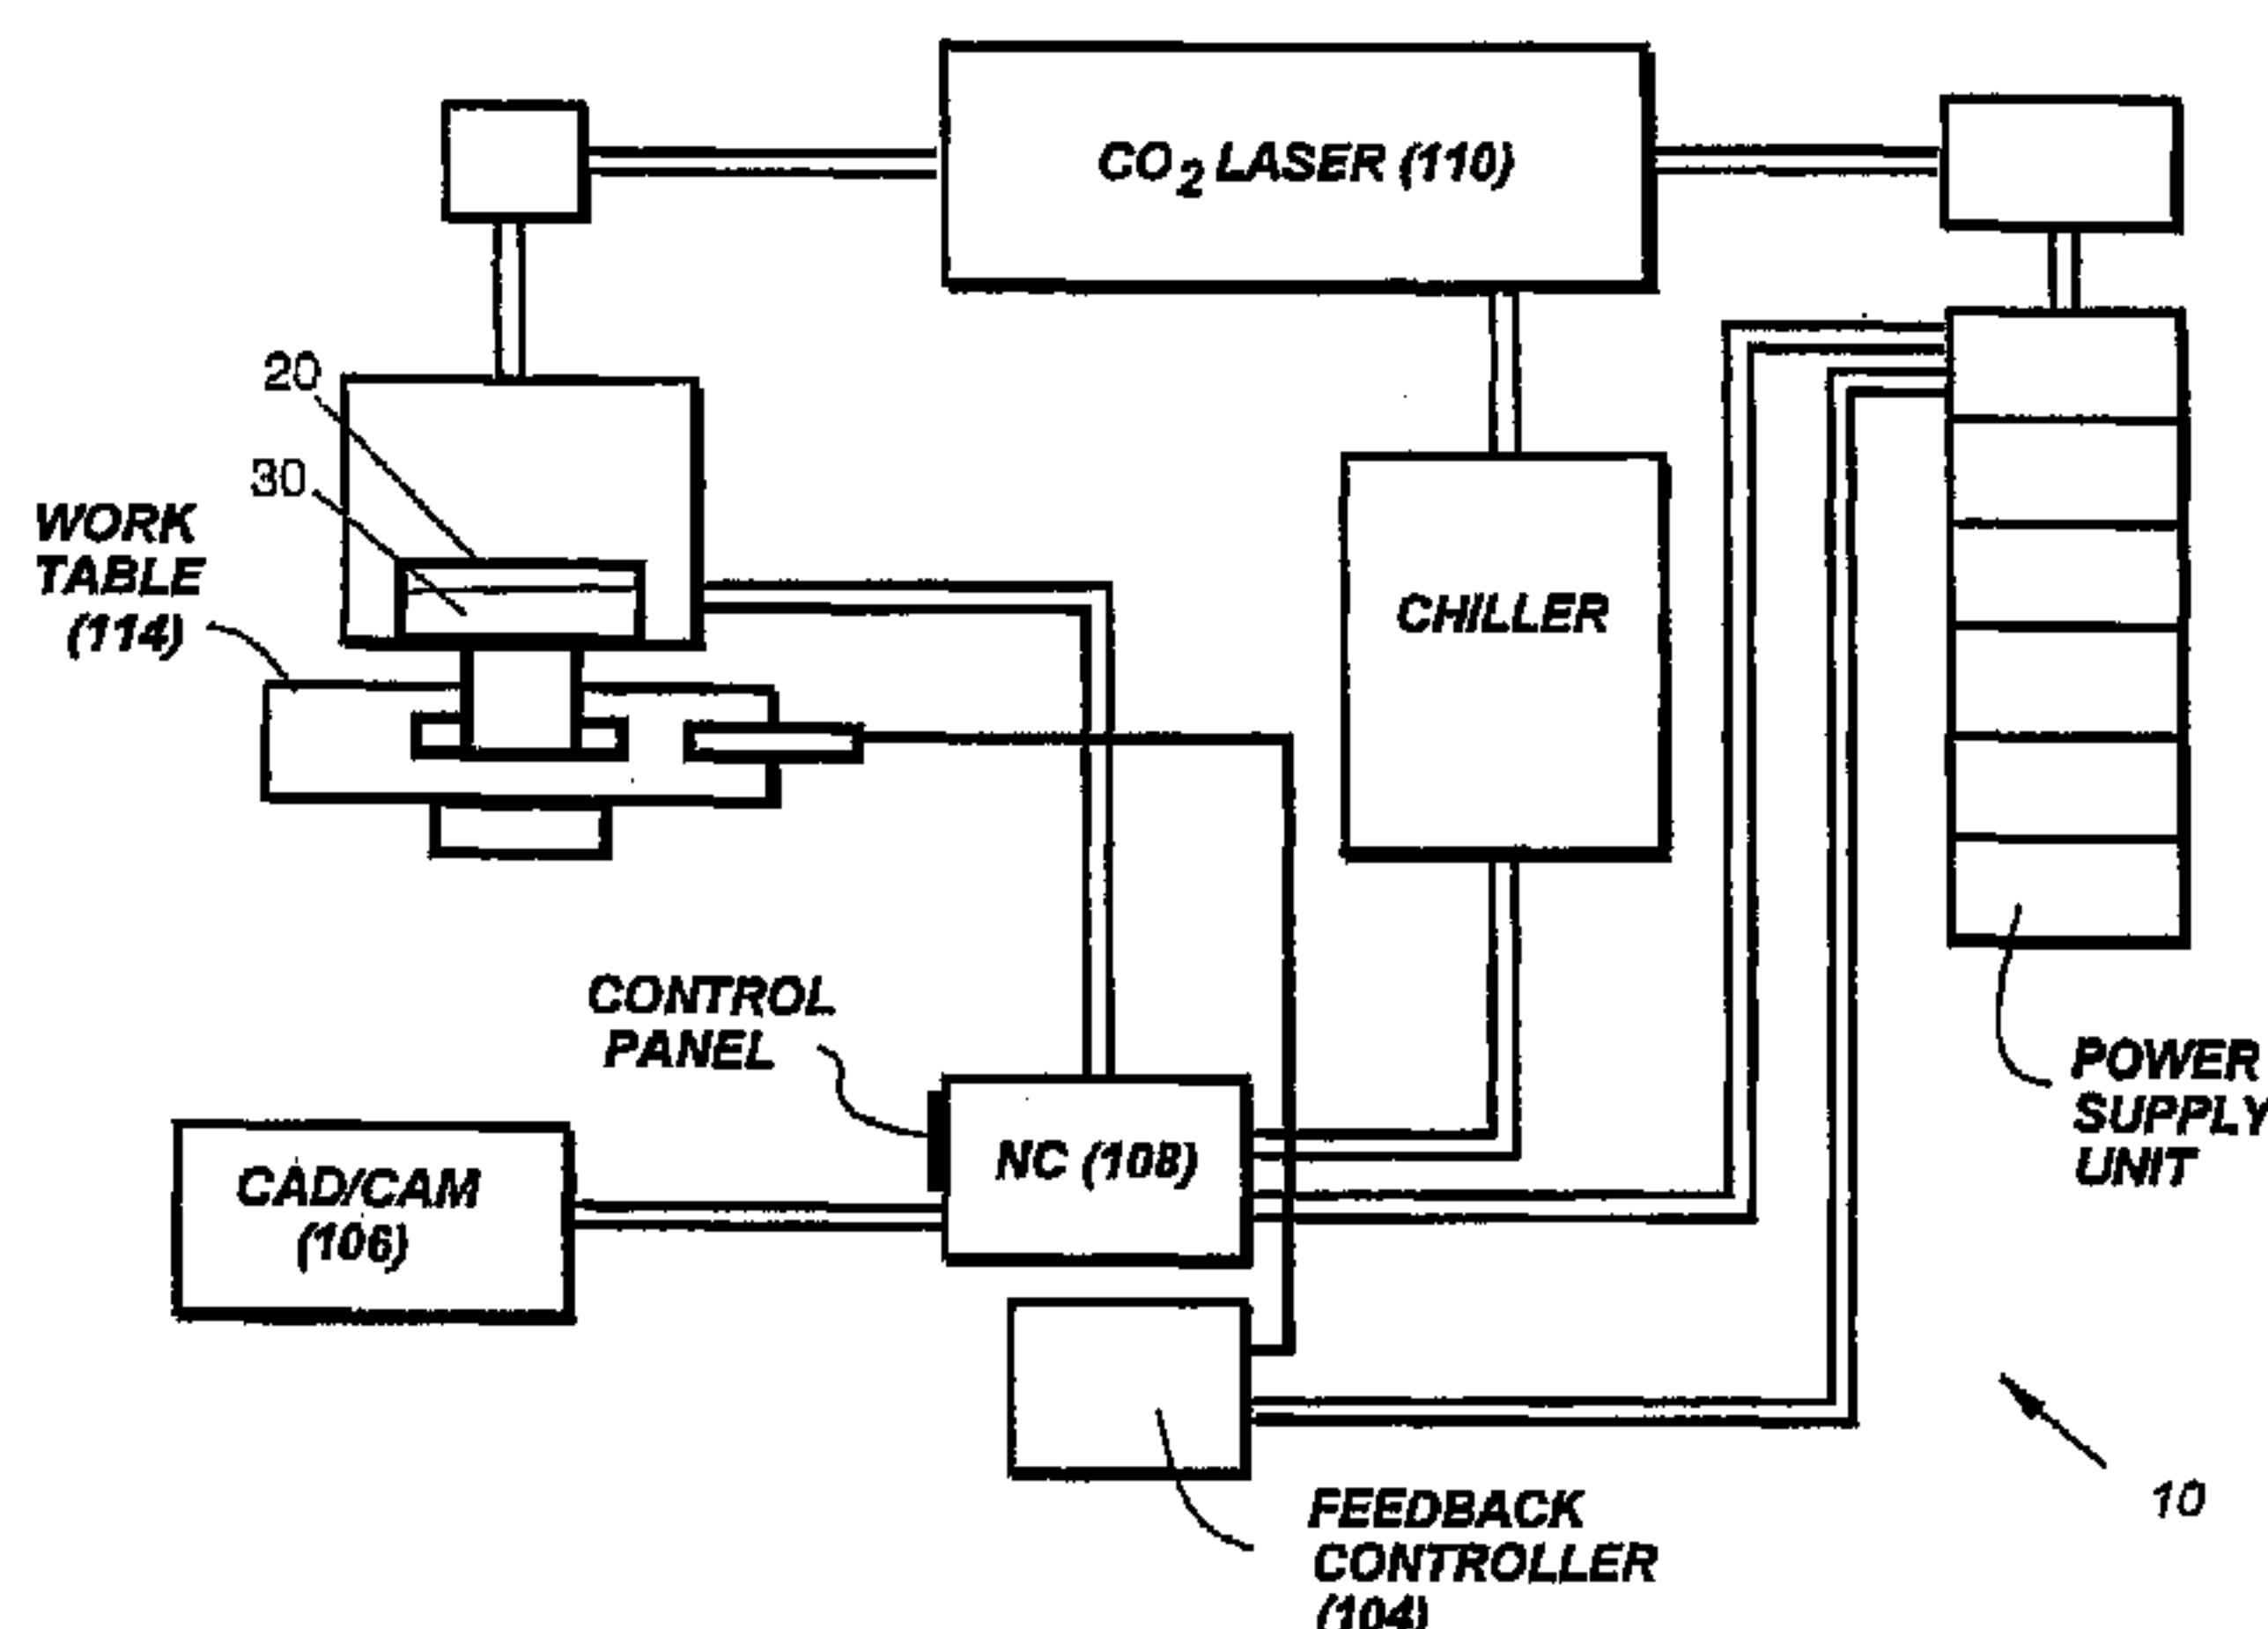 CO2 LASER (110)
20
30
WORK
TABLE
(114)
CHILLER
CONTROL
PANEL
POWER
SUPPLY
UNIT
NC (108)
CAD/CAM
(106)
10
FEEDBACK
CONTROLLER
(104)